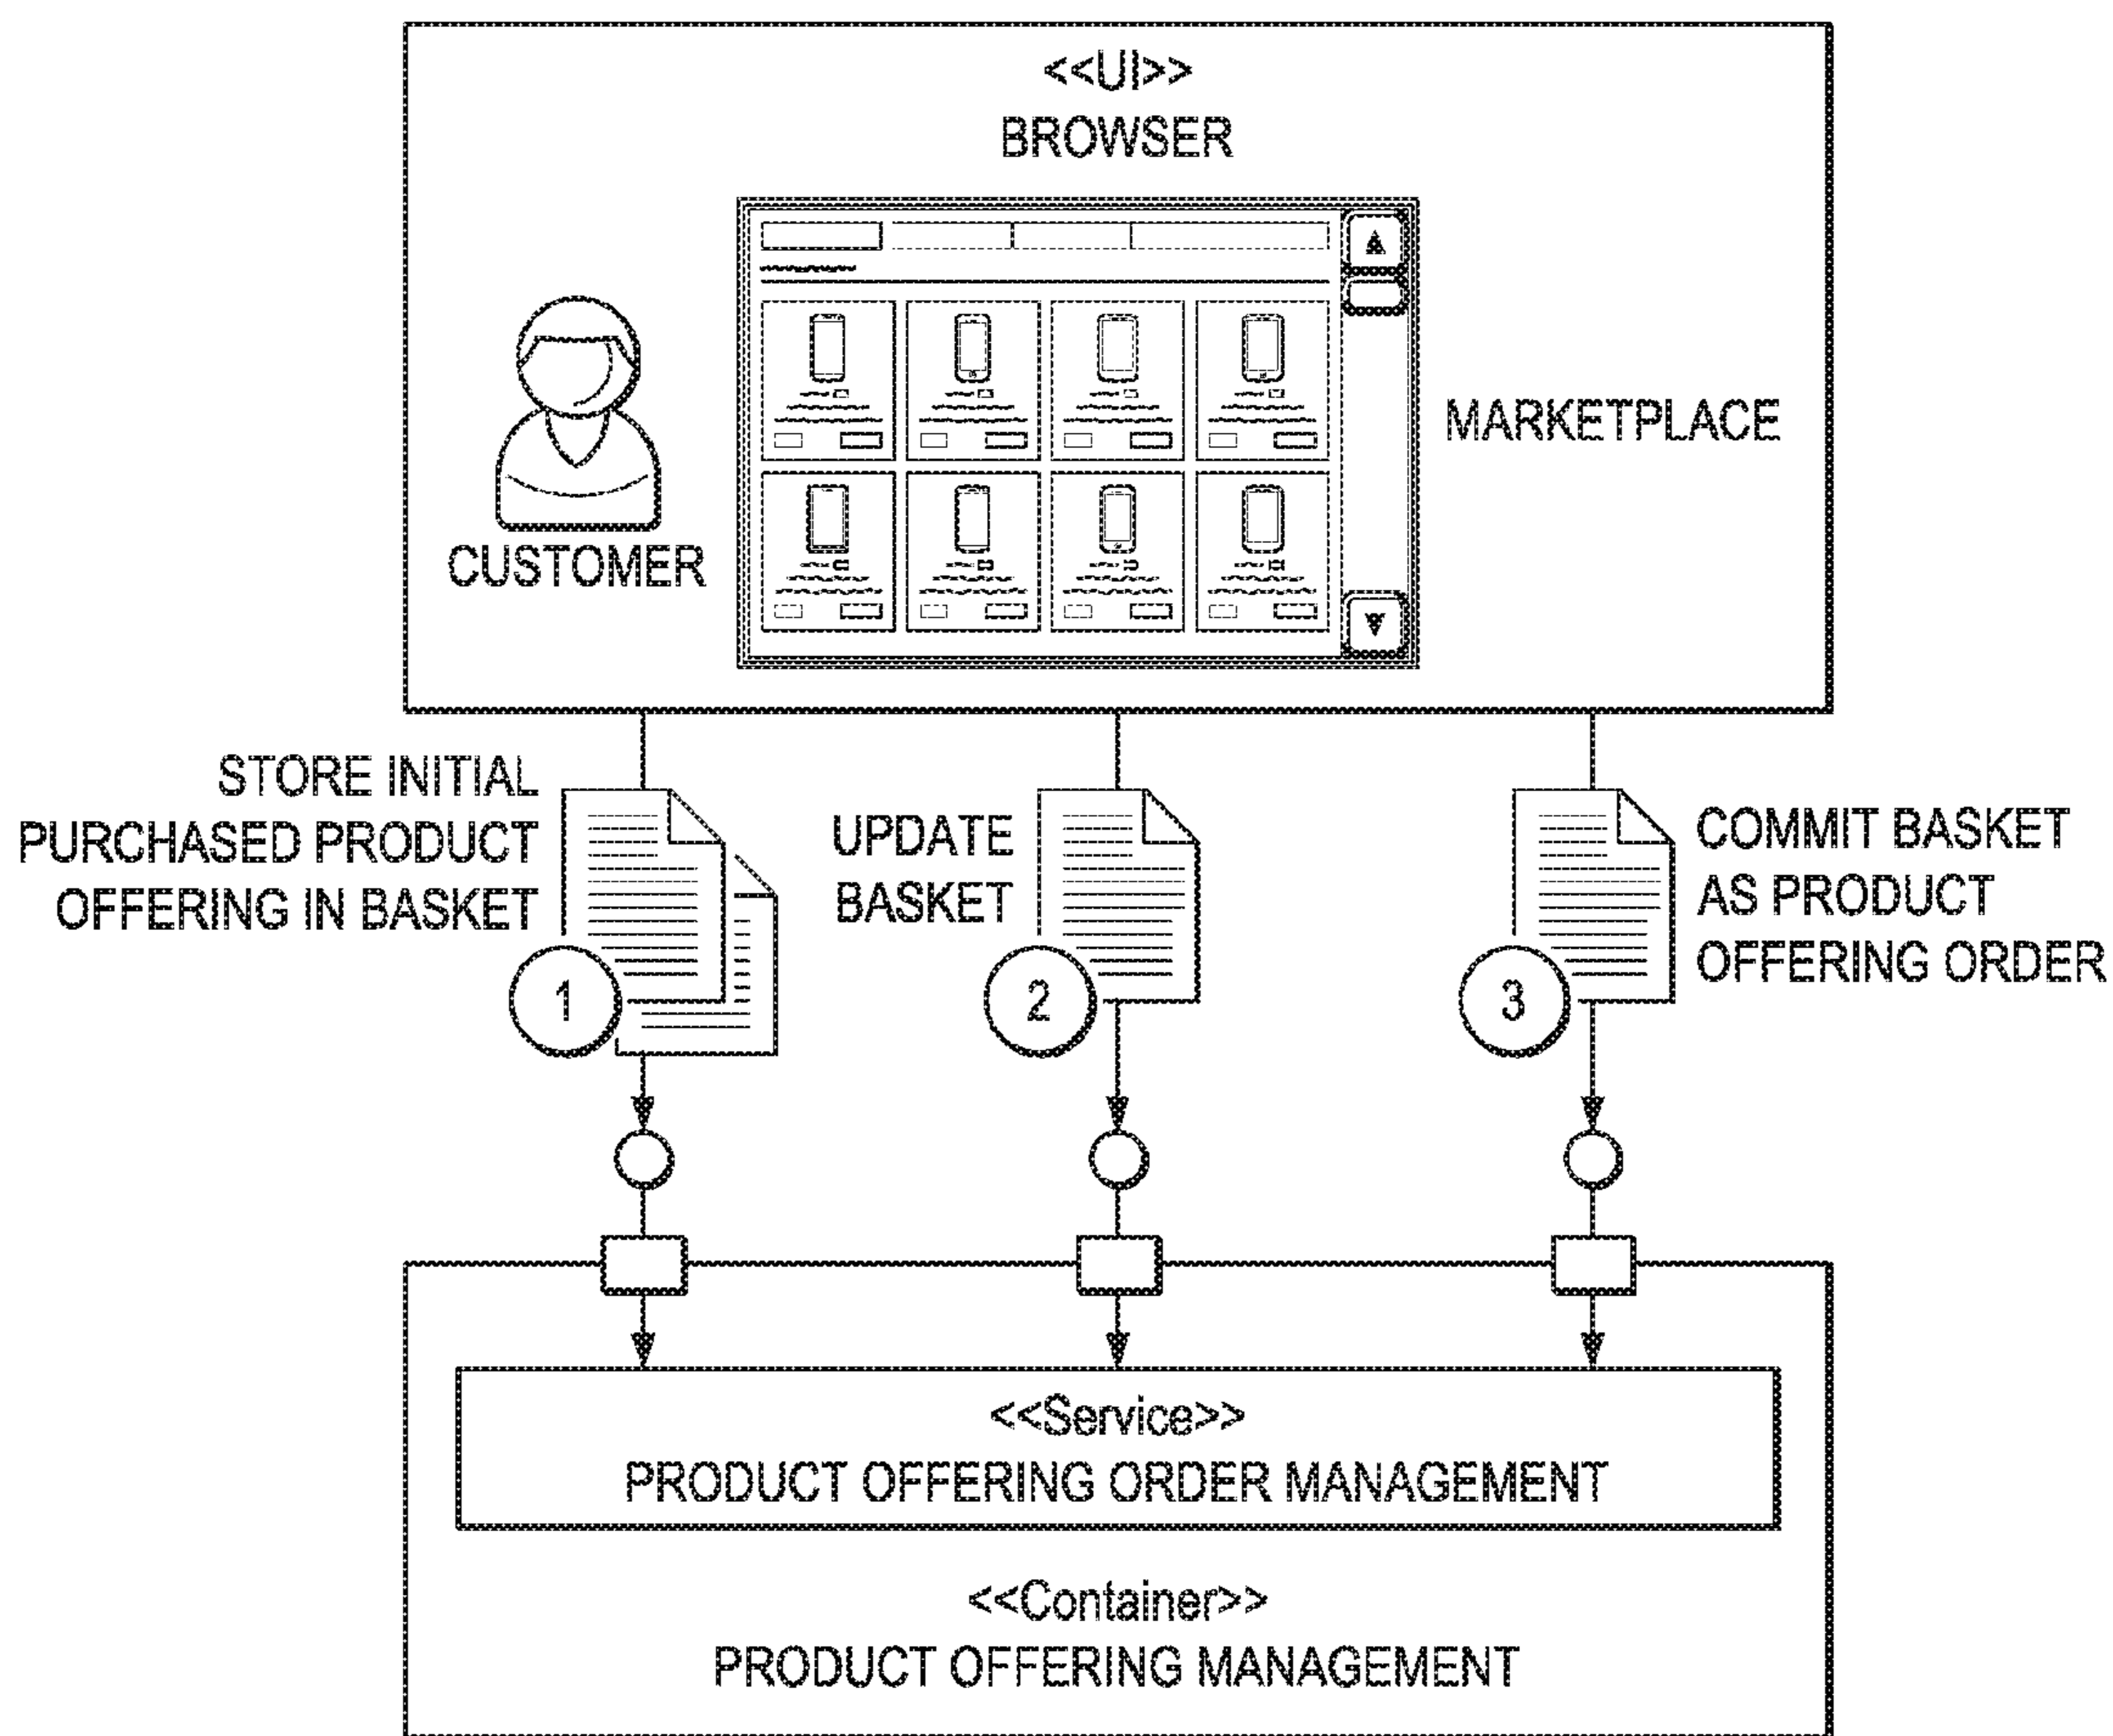 <<UI>>
BROWSER
CUSTOMER
MARKETPLACE
STORE INITIAL
PURCHASED PRODUCT
OFFERING IN BASKET
1
UPDATE
BASKET
2
COMMIT BASKET
AS PRODUCT
OFFERING ORDER
3
<<Service>>
PRODUCT OFFERING ORDER MANAGEMENT
<<Container>>
PRODUCT OFFERING MANAGEMENT